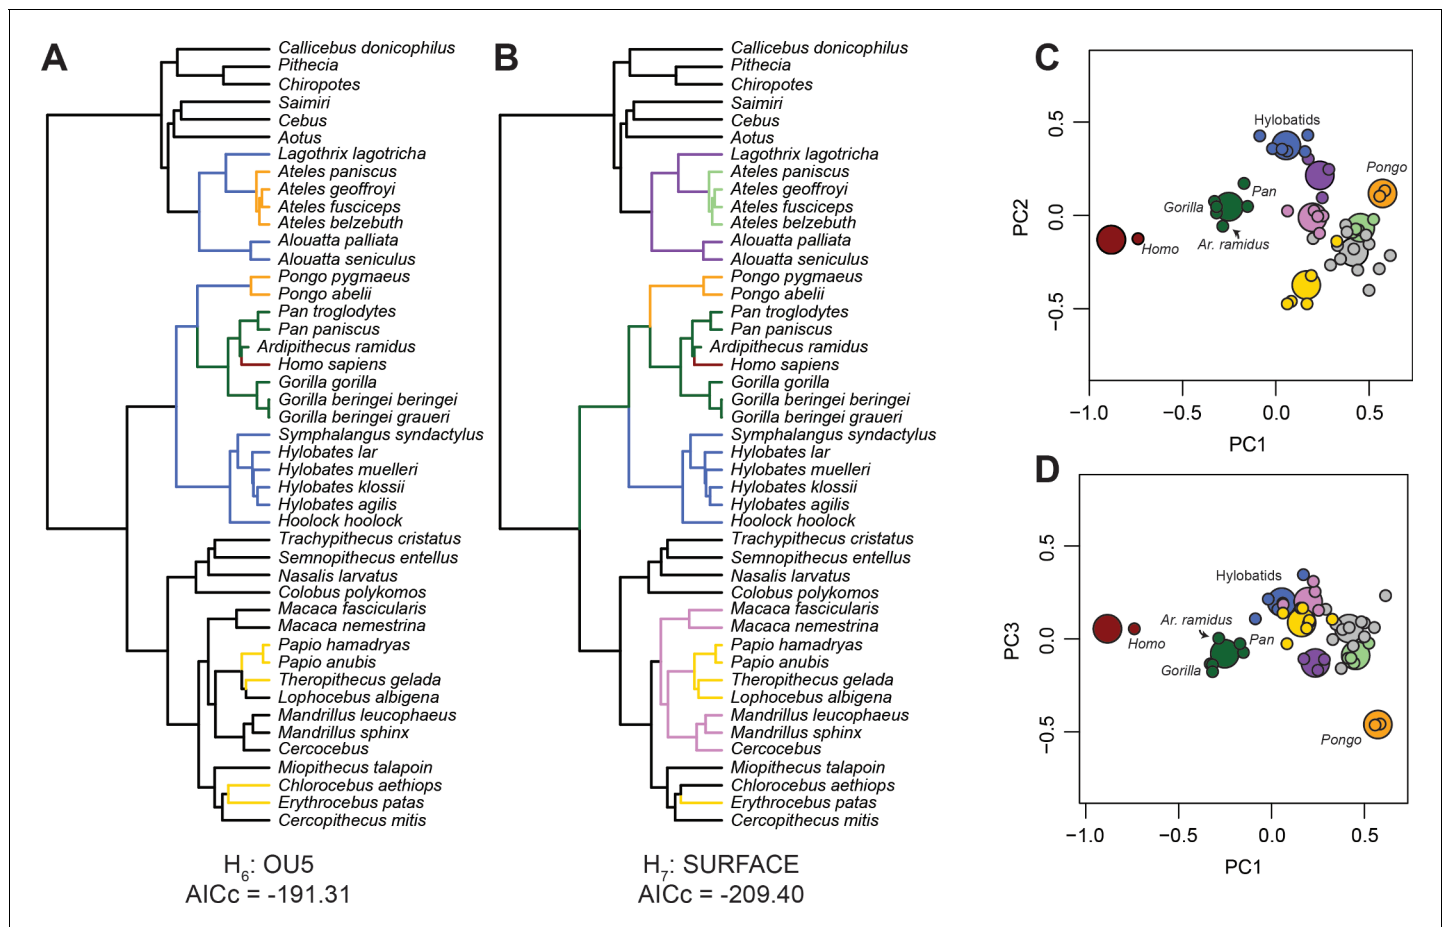 A
Callicebus donicophilus
Pithecia
Chiropotes
Saimiri
Cebus
Aotus
Lagothrix lagotricha
Ateles paniscus
Ateles geoffroyi
Ateles fusciceps
Ateles belzebuth
Alouatta palliata
Alouatta seniculus
Pongo pygmaeus
Pongo abelii
Pan troglodytes
Pan paniscus
Ardipithecus ramidus
Homo sapiens
Gorilla gorilla
Gorilla beringei beringei
Gorilla beringei graueri
Symphalangus syndactylus
Hylobates lar
Hylobates muelleri
Hylobates klossii
Hylobates agilis
Hoolock hoolock
Trachypithecus cristatus
Semnopithecus entellus
Nasalis larvatus
Colobus polykomos
Macaca fascicularis
Macaca nemestrina
Papio hamadryas
Papio anubis
Theropithecus gelada
Lophocebus albigena
Mandrillus leucophaeus
Mandrillus sphinx
Cercocebus
Miopithecus talapoin
Chlorocebus aethiops
Erythrocebus patas
Cercopithecus mitis
H6: OU5
AICc = -191.31
B
Callicebus donicophilus
Pithecia
Chiropotes
Saimiri
Cebus
Aotus
Lagothrix lagotricha
Ateles paniscus
Ateles geoffroyi
Ateles fusciceps
Ateles belzebuth
Alouatta palliata
Alouatta seniculus
Pongo pygmaeus
Pongo abelii
Pan troglodytes
Pan paniscus
Ardipithecus ramidus
Homo sapiens
Gorilla gorilla
Gorilla beringei beringei
Gorilla beringei graueri
Symphalangus syndactylus
Hylobates lar
Hylobates muelleri
Hylobates klossii
Hylobates agilis
Hoolock hoolock
Trachypithecus cristatus
Semnopithecus entellus
Nasalis larvatus
Colobus polykomos
Macaca fascicularis
Macaca nemestrina
Papio hamadryas
Papio anubis
Theropithecus gelada
Lophocebus albigena
Mandrillus leucophaeus
Mandrillus sphinx
Cercocebus
Miopithecus talapoin
Chlorocebus aethiops
Erythrocebus patas
Cercopithecus mitis
H7: SURFACE
AICc = -209.40
C
PC2
0.5
0.0
−0.5
Hylobatids
Pongo
Pan
Gorilla
Ar. ramidus
Homo
−1.0 −0.5 0.0 0.5
PC1
D
PC3
0.5
0.0
−0.5
Hylobatids
Ar. ramidus
Pan
Homo
Gorilla
Pongo
−1.0 −0.5 0.0 0.5
PC1